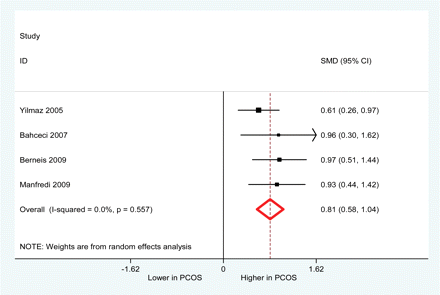 Study
ID SMD (95% CI)
Yilmaz 2005 0.61 (0.26, 0.97)
Bahceci 2007 0.96 (0.30, 1.62)
Berneis 2009 0.97 (0.51, 1.44)
Manfredi 2009 0.93 (0.44, 1.42)
Overall (I-squared = 0.0%, p = 0.557) 0.81 (0.58, 1.04)
NOTE: Weights are from random effects analysis
-1.62 0 1.62
Lower in PCOS Higher in PCOS